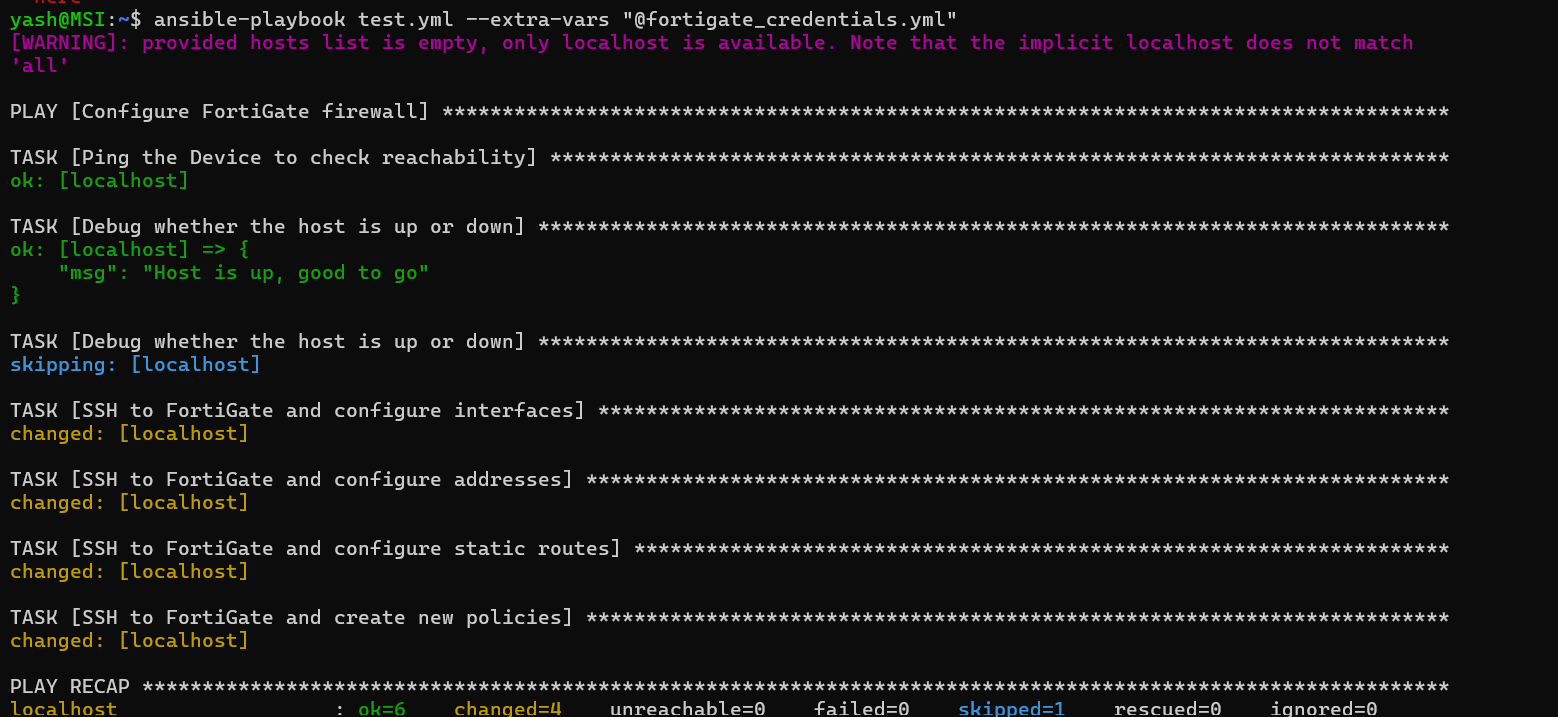 here
yash@MSI:~$ ansible-playbook test.yml --extra-vars "@fortigate_credentials.yml"
[WARNING]: provided hosts list is empty, only localhost is available. Note that the implicit localhost does not match
'all'
PLAY [Configure FortiGate firewall] ************************************************************************************
TASK [Ping the Device to check reachability] ***************************************************************************
ok: [localhost]
TASK [Debug whether the host is up or down] ****************************************************************************
ok: [localhost] => {
    "msg": "Host is up, good to go"
}
TASK [Debug whether the host is up or down] ****************************************************************************
skipping: [localhost]
TASK [SSH to FortiGate and configure interfaces] ***********************************************************************
changed: [localhost]
TASK [SSH to FortiGate and configure addresses] ************************************************************************
changed: [localhost]
TASK [SSH to FortiGate and configure static routes] ********************************************************************
changed: [localhost]
TASK [SSH to FortiGate and create new policies] ************************************************************************
changed: [localhost]
PLAY RECAP *************************************************************************************************************
localhost                  : ok=6    changed=4    unreachable=0    failed=0    skipped=1    rescued=0    ignored=0